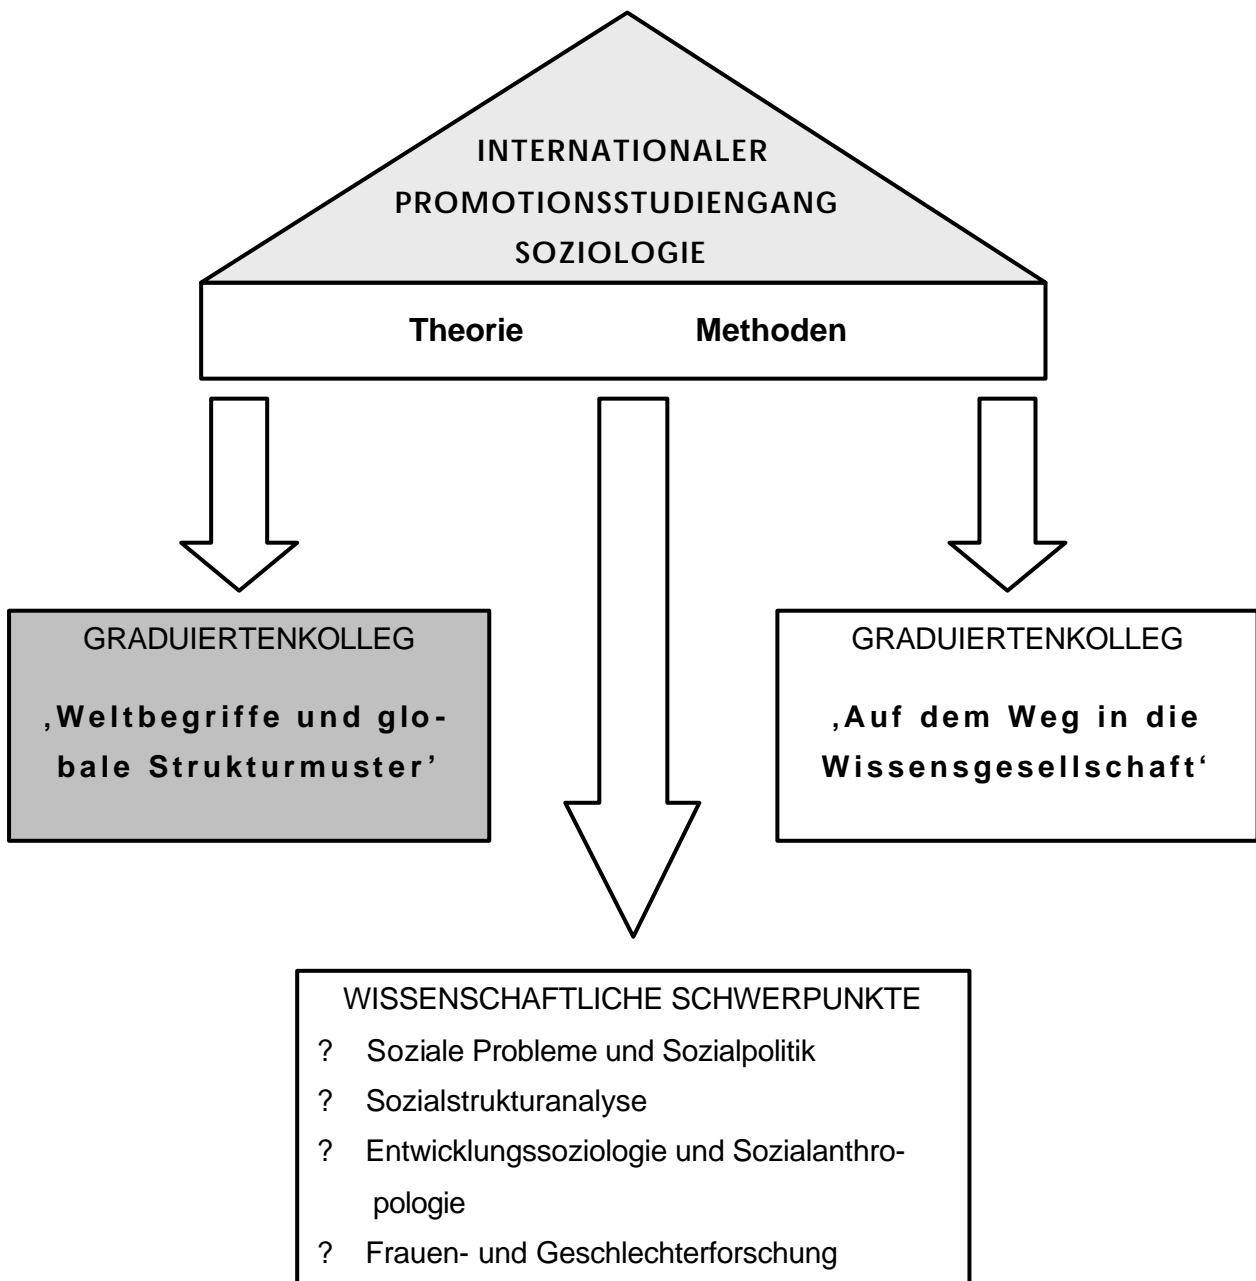 INTERNATIONALER
PROMOTIONSSTUDIENGANG
SOZIOLOGIE
Theorie Methoden
GRADUIERTENKOLLEG
‚Weltbegriffe und glo-
bale Strukturmuster’
GRADUIERTENKOLLEG
‚Auf dem Weg in die
Wissensgesellschaft‘
WISSENSCHAFTLICHE SCHWERPUNKTE
? Soziale Probleme und Sozialpolitik
? Sozialstrukturanalyse
? Entwicklungssoziologie und Sozialanthro-
pologie
? Frauen- und Geschlechterforschung